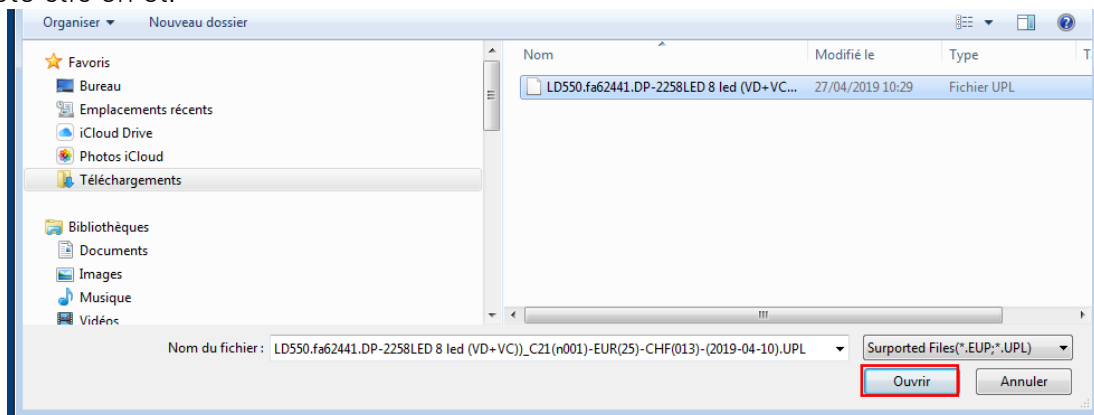 Organiser Nouveau dossier
Nom Modifié le Type T
Favoris
LD550.fa62441.DP-2258LED 8 led (VD+VC... 27/04/2019 10:29 Fichier UPL
Bureau
Emplacements récents
iCloud Drive
Photos iCloud
Téléchargements
Bibliothèques
Documents
Images
Musique
Vidéos
Nom du fichier : LD550.fa62441.DP-2258LED 8 led (VD+VC))_C21(n001)-EUR(25)-CHF(013)-(2019-04-10).UPL Surported Files(*.EUP;*.UPL)
Ouvrir Annuler